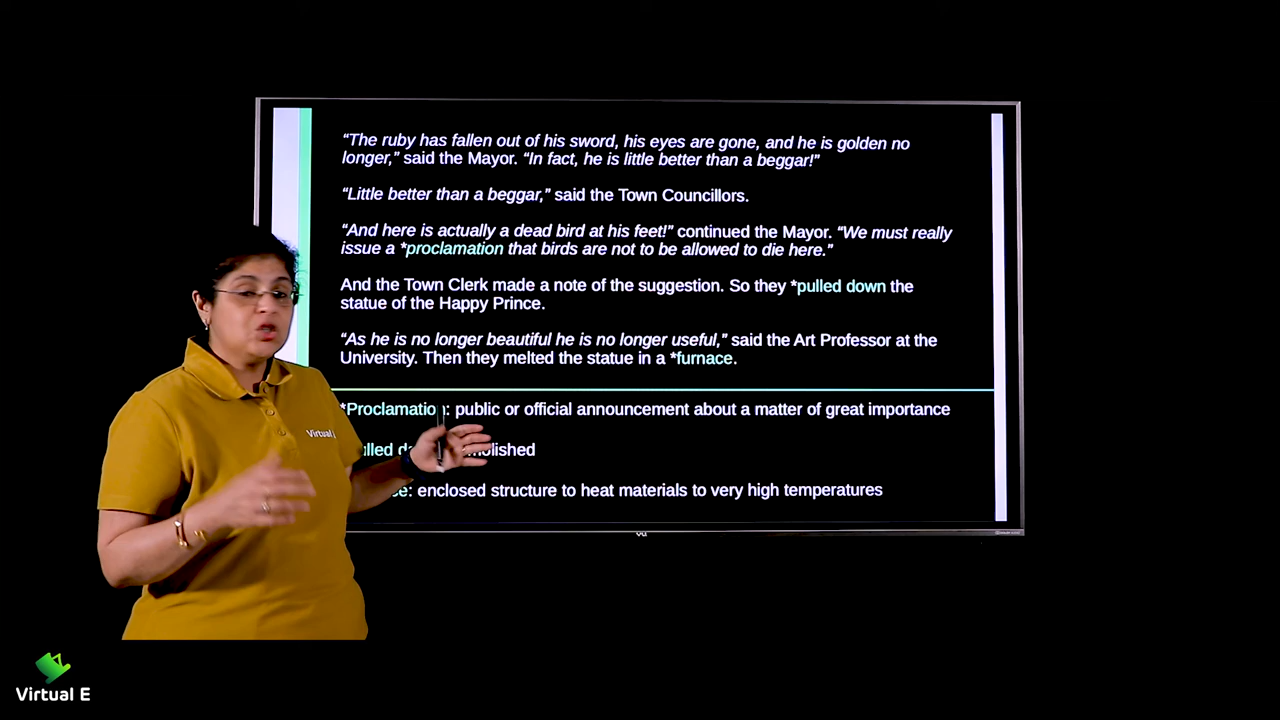 “The ruby has fallen out of his sword, his eyes are gone, and he is golden no
longer,” said the Mayor. “In fact, he is little better than a beggar!”
“Little better than a beggar,” said the Town Councillors.
“And here is actually a dead bird at his feet!” continued the Mayor. “We must really
issue a *proclamation that birds are not to be allowed to die here.”
And the Town Clerk made a note of the suggestion. So they *pulled down the
statue of the Happy Prince.
“As he is no longer beautiful he is no longer useful,” said the Art Professor at the
University. Then they melted the statue in a *furnace.
*Proclamation: public or official announcement about a matter of great importance
enclosed structure to heat materials to very high temperatures
vu
Virtual E
Virtual E